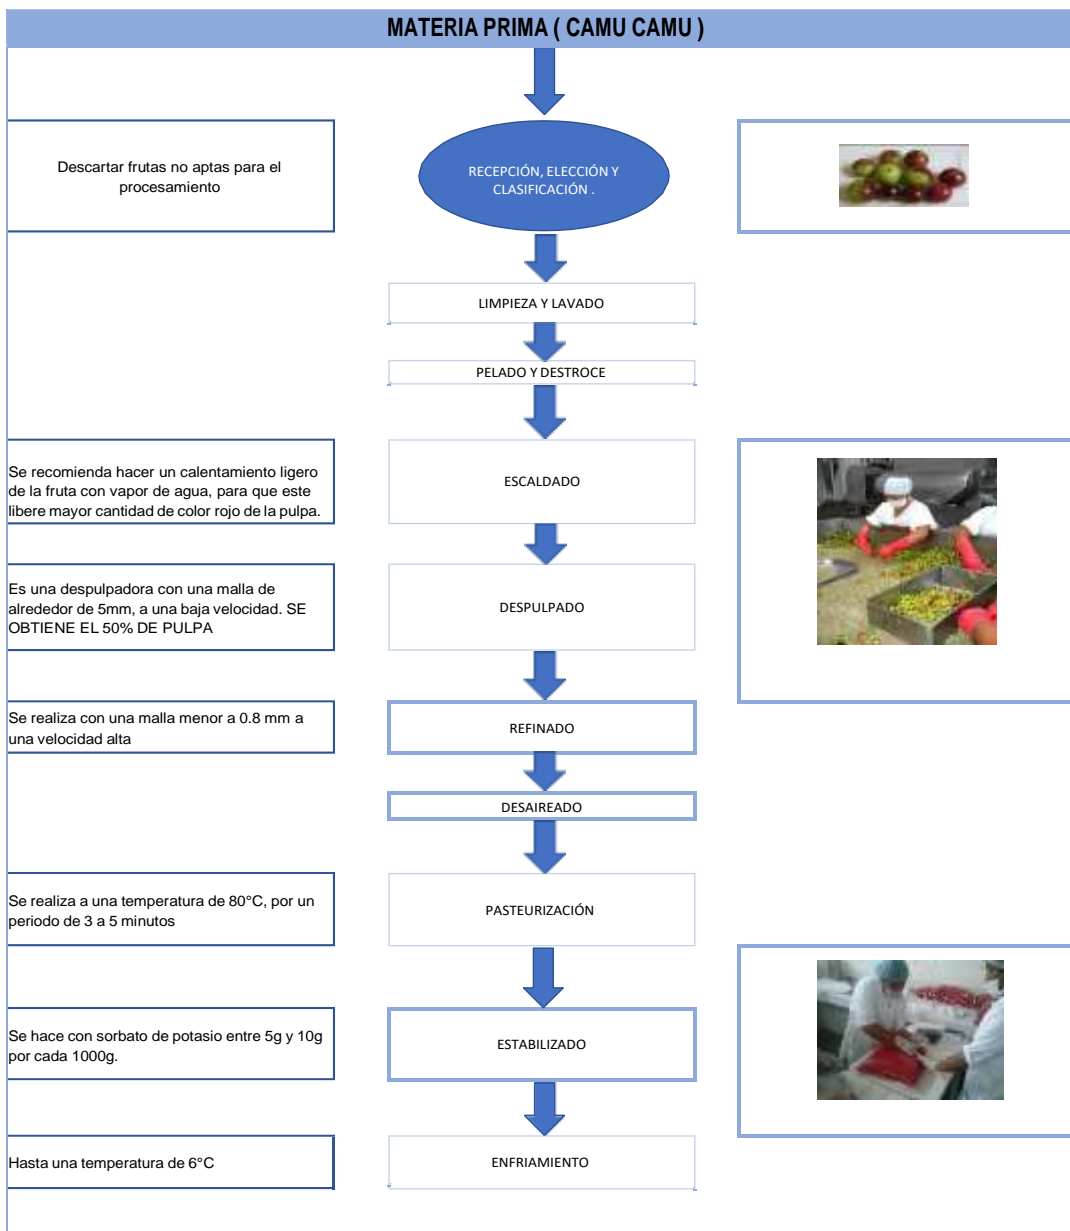 MATERIA PRIMA ( CAMU CAMU )
Descartar frutas no aptas para el
procesamiento
RECEPCIÓN, ELECCIÓN Y
CLASIFICACIÓN .
LIMPIEZA Y LAVADO
PELADO Y DESTROCE
Se recomienda hacer un calentamiento ligero
de la fruta con vapor de agua, para que este
libere mayor cantidad de color rojo de la pulpa.
ESCALDADO
Es una despulpadora con una malla de
alrededor de 5mm, a una baja velocidad. SE
OBTIENE EL 50% DE PULPA
DESPULPADO
Se realiza con una malla menor a 0.8 mm a
una velocidad alta
REFINADO
DESAIREADO
Se realiza a una temperatura de 80°C, por un
periodo de 3 a 5 minutos
PASTEURIZACIÓN
Se hace con sorbato de potasio entre 5g y 10g
por cada 1000g.
ESTABILIZADO
Hasta una temperatura de 6°C
ENFRIAMIENTO